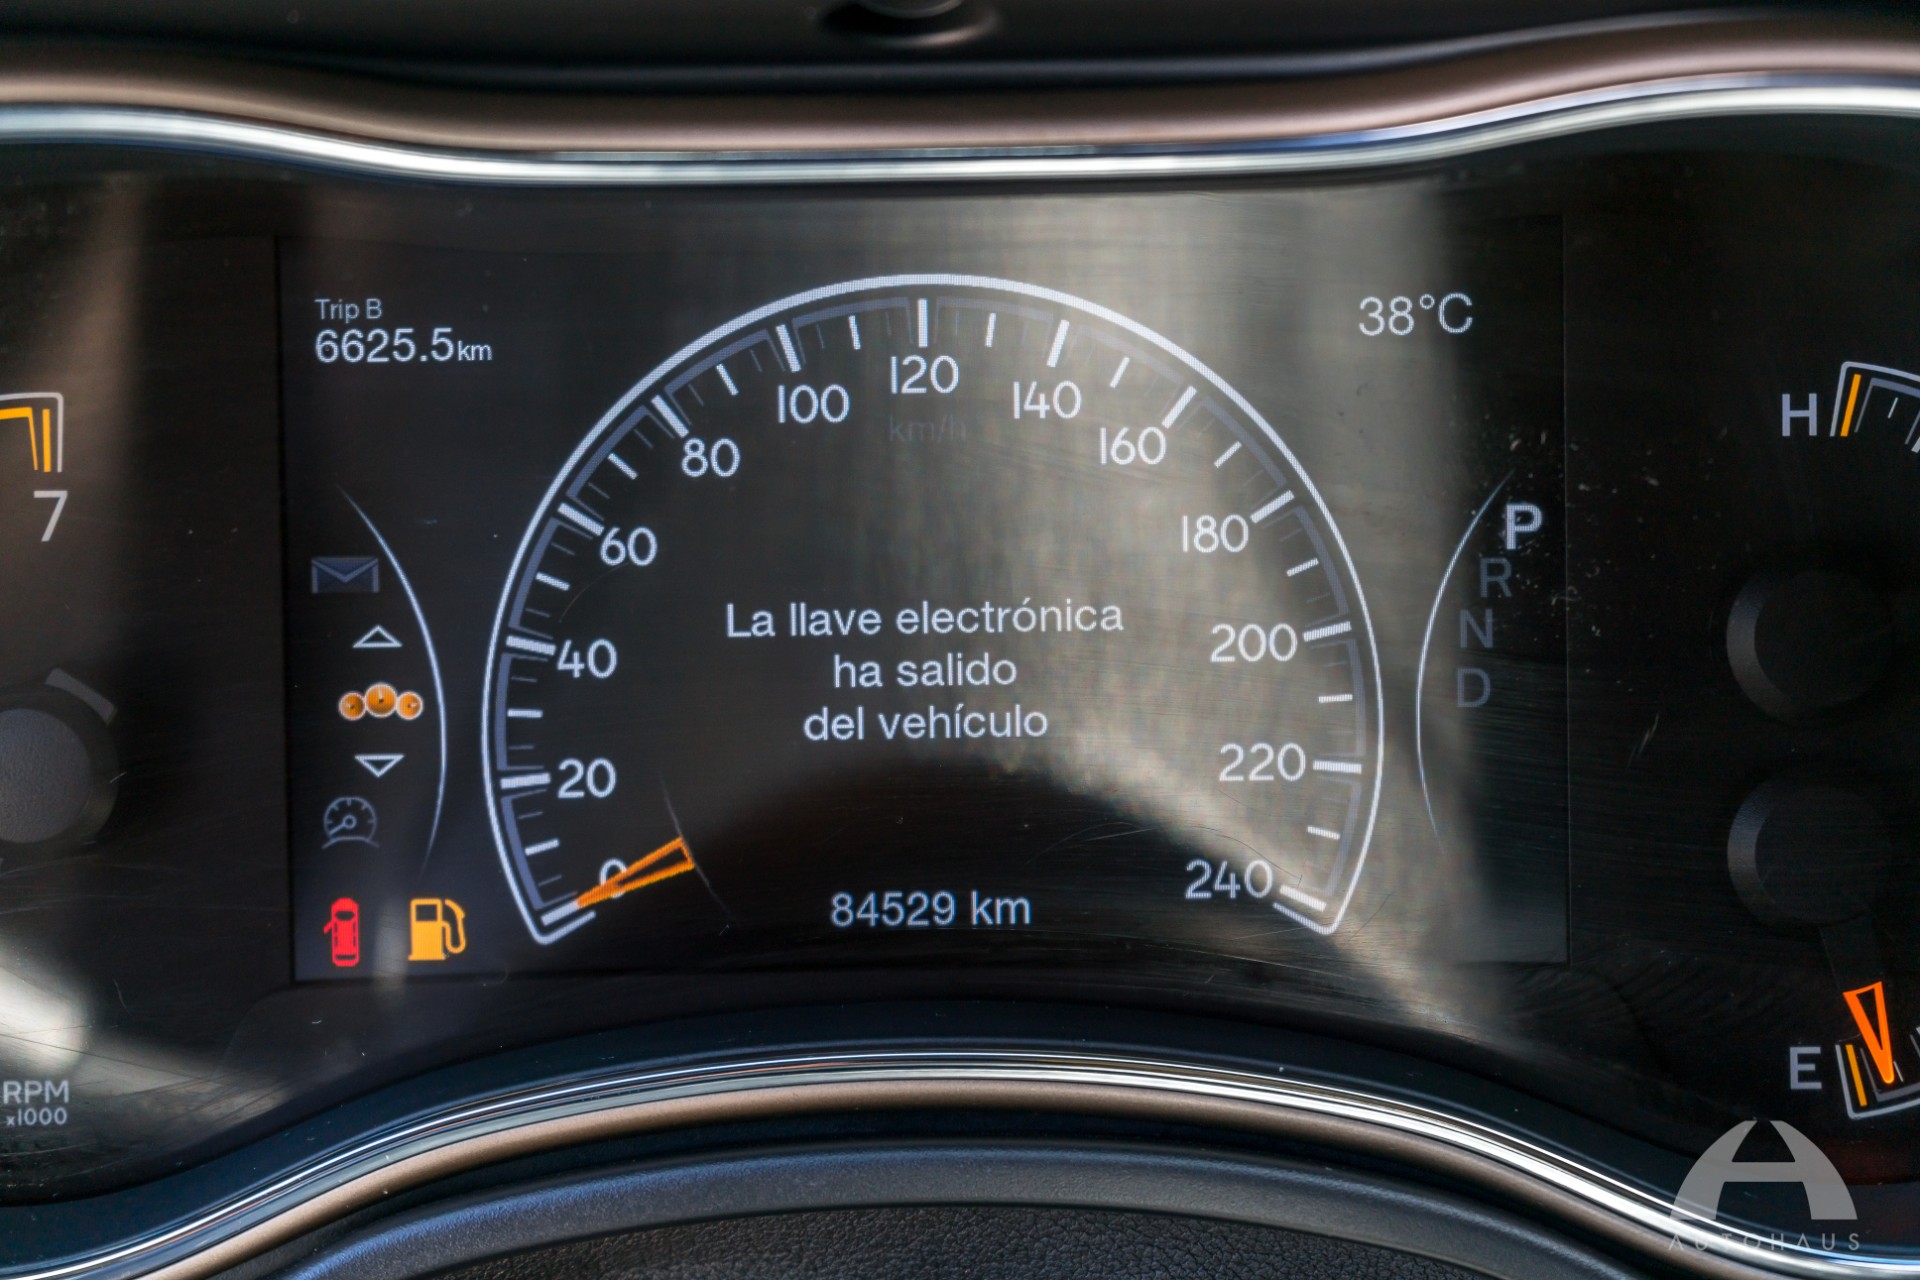 Trip B
6625.5km
38°C
7
RPM
x1000
0
20
40
60
80
100
120
km/h
140
160
180
200
220
240
La llave electrónica
ha salido
del vehículo
84529 km
P
R
N
D
H
E
AUTOHAUS